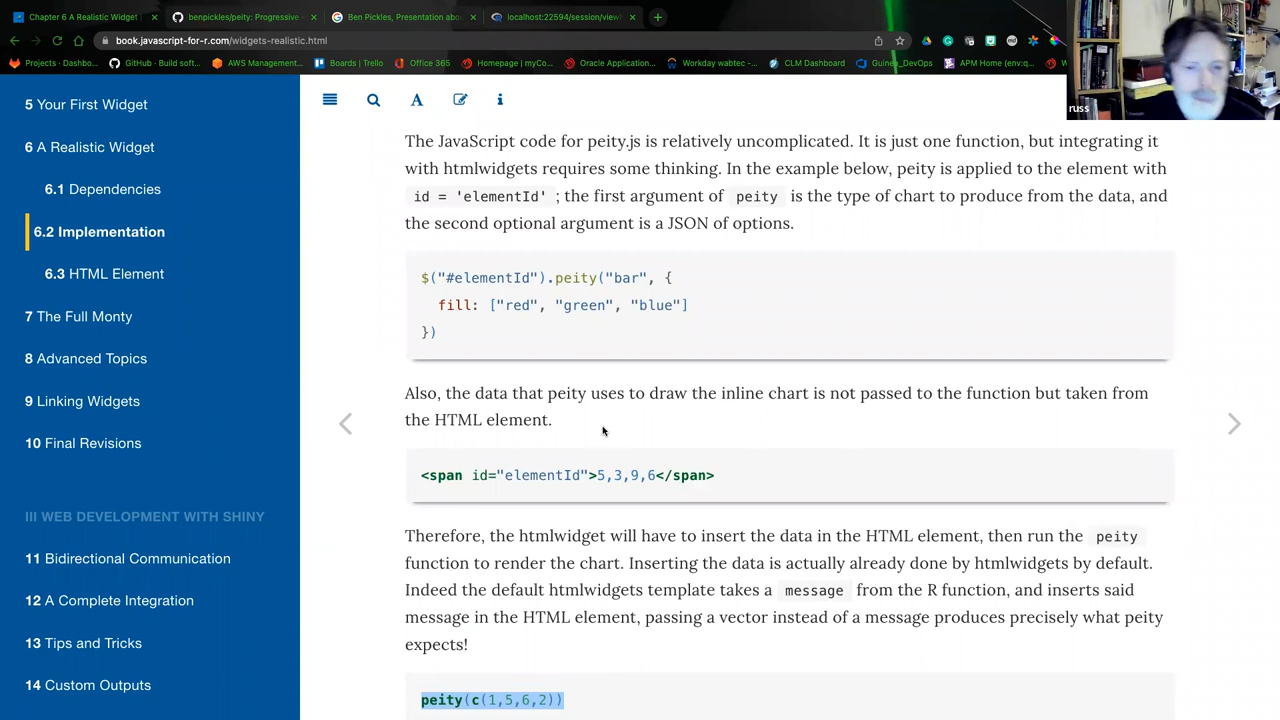 Chapter 6 A Realistic Widget
benpickles/peity: Progressive
Ben Pickles, Presentation abo
localhost:22594/session/view
book.javascript-for-r.com/widgets-realistic.html
Projects - Dashbo...
GitHub - Build soft...
AWS Management...
Boards | Trello
Office 365
Homepage | myCo...
Oracle Application...
Workday wabtec -...
CLM Dashboard
Guinea_DevOps
APM Home (env:q...
russ
5 Your First Widget
6 A Realistic Widget
6.1 Dependencies
6.2 Implementation
6.3 HTML Element
7 The Full Monty
8 Advanced Topics
9 Linking Widgets
10 Final Revisions
III WEB DEVELOPMENT WITH SHINY
11 Bidirectional Communication
12 A Complete Integration
13 Tips and Tricks
14 Custom Outputs
The JavaScript code for peity.js is relatively uncomplicated. It is just one function, but integrating it
with htmlwidgets requires some thinking. In the example below, peity is applied to the element with
id = 'elementId' ; the first argument of peity is the type of chart to produce from the data, and
the second optional argument is a JSON of options.
$("#elementId").peity("bar", {
fill: ["red", "green", "blue"]
})
Also, the data that peity uses to draw the inline chart is not passed to the function but taken from
the HTML element.
<span id="elementId">5,3,9,6</span>
Therefore, the htmlwidget will have to insert the data in the HTML element, then run the peity
function to render the chart. Inserting the data is actually already done by htmlwidgets by default.
Indeed the default htmlwidgets template takes a message from the R function, and inserts said
message in the HTML element, passing a vector instead of a message produces precisely what peity
expects!
peity(c(1,5,6,2))